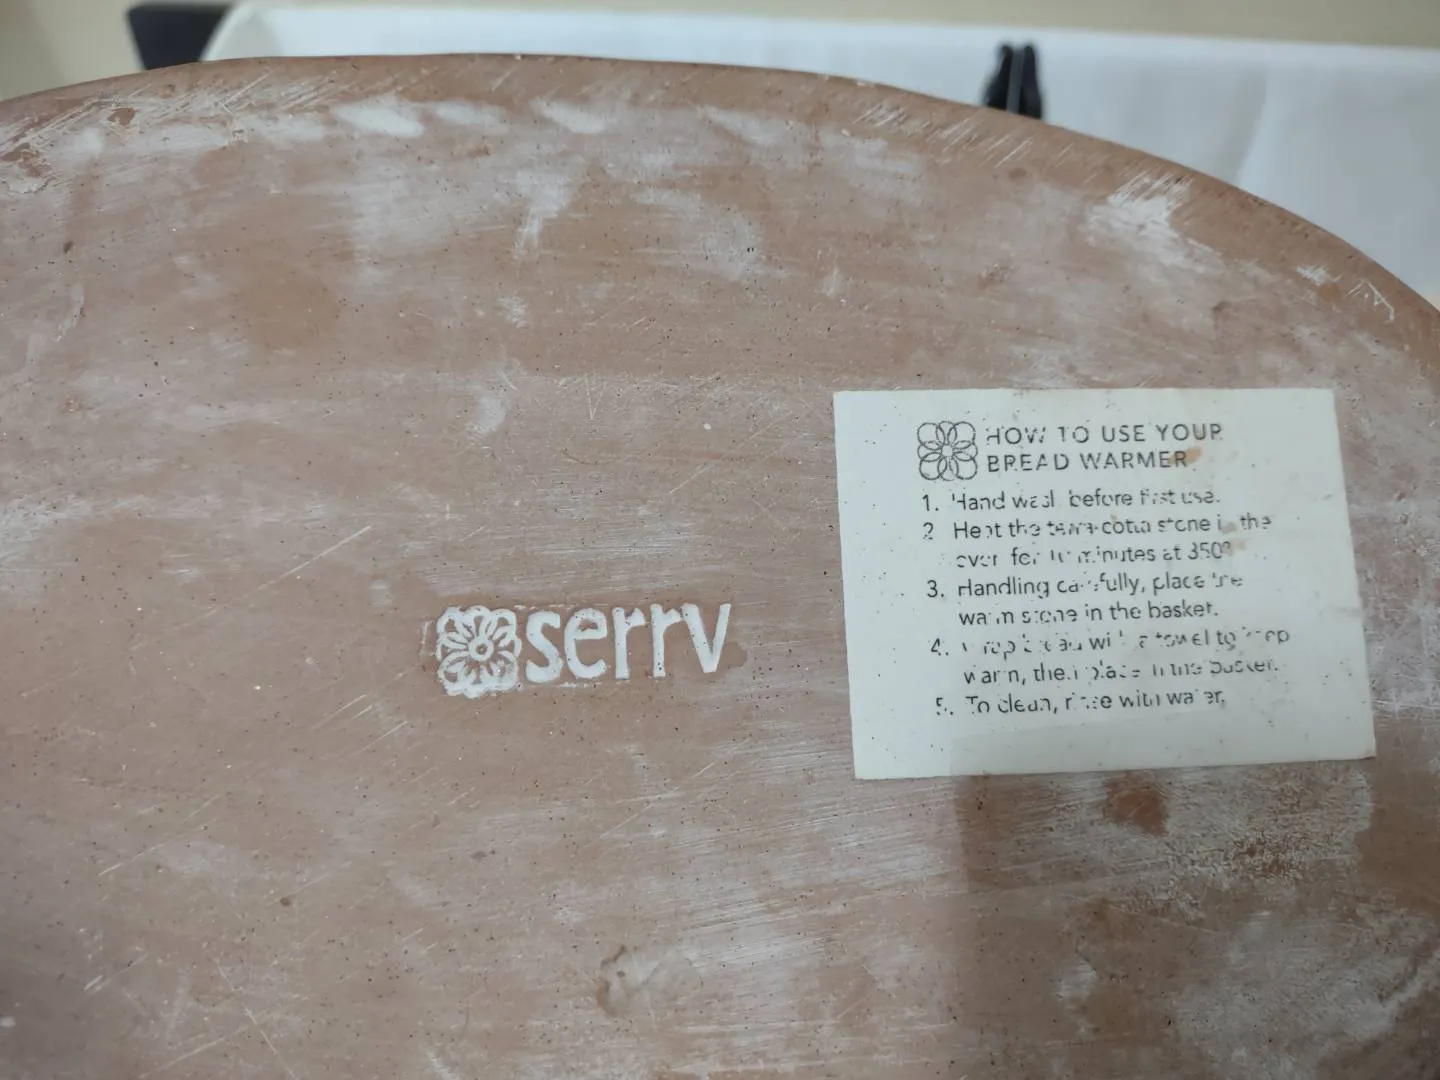 serrv
HOW TO USE YOUR
BREAD WARMER
1. Hand wash before first use.
2 Heat the terra-cotta stone in the
oven for 10 minutes at 350°
3. Handling carefully, place the
warm stone in the basket.
4. Wrap bread with a towel to keep
warm, then place in the basket.
5. To clean, rinse with water.